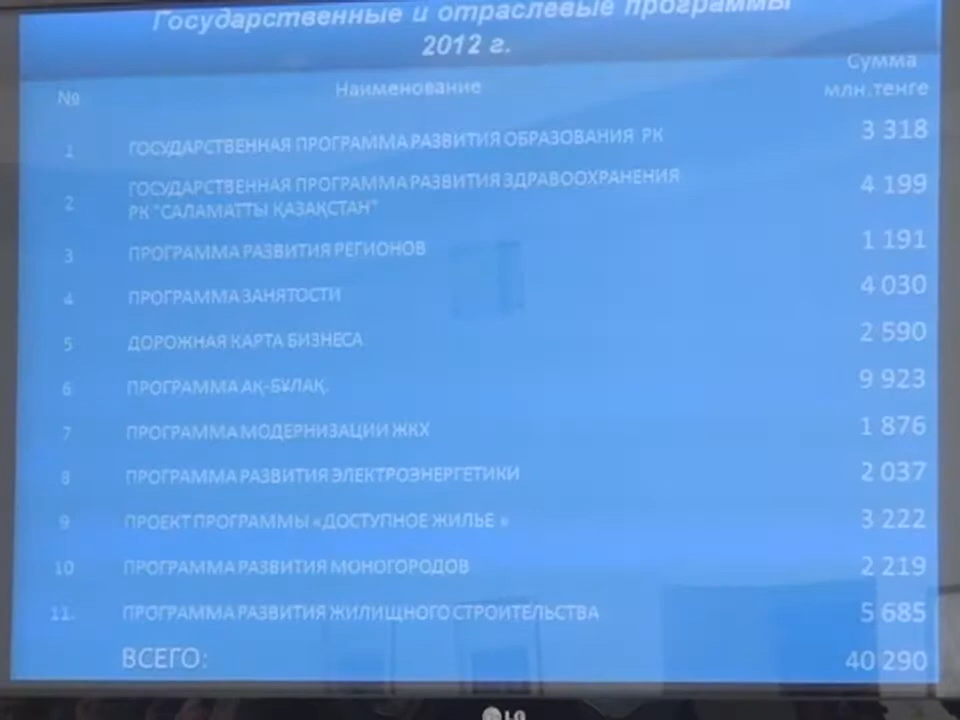 Государственные и отраслевые программы
2012 г.
№ Наименование Сумма млн.тенге
1 ГОСУДАРСТВЕННАЯ ПРОГРАММА РАЗВИТИЯ ОБРАЗОВАНИЯ РК 3 318
2 ГОСУДАРСТВЕННАЯ ПРОГРАММА РАЗВИТИЯ ЗДРАВООХРАНЕНИЯ
РК "САЛАМАТТЫ ҚАЗАҚСТАН" 4 199
3 ПРОГРАММА РАЗВИТИЯ РЕГИОНОВ 1 191
4 ПРОГРАММА ЗАНЯТОСТИ 4 030
5 ДОРОЖНАЯ КАРТА БИЗНЕСА 2 590
6 ПРОГРАММА АҚ-БҰЛАҚ 9 923
7 ПРОГРАММА МОДЕРНИЗАЦИИ ЖКХ 1 876
8 ПРОГРАММА РАЗВИТИЯ ЭЛЕКТРОЭНЕРГЕТИКИ 2 037
9 ПРОЕКТ ПРОГРАММЫ «ДОСТУПНОЕ ЖИЛЬЕ » 3 222
10 ПРОГРАММА РАЗВИТИЯ МОНОГОРОДОВ 2 219
11. ПРОГРАММА РАЗВИТИЯ ЖИЛИЩНОГО СТРОИТЕЛЬСТВА 5 685
ВСЕГО: 40 290
LG